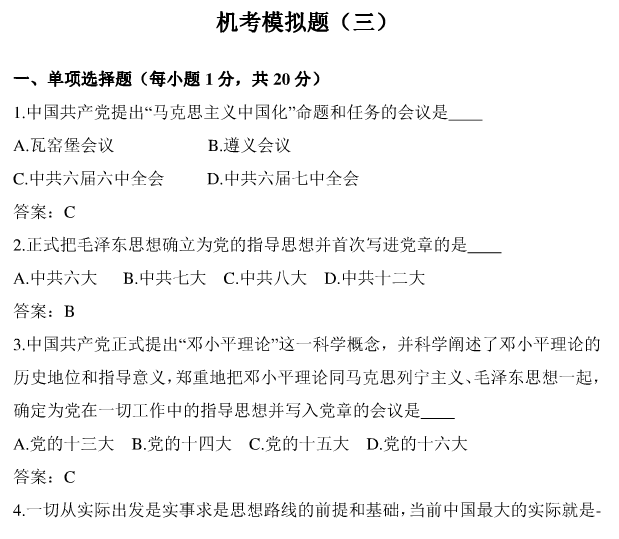 机考模拟题（三）
一、单项选择题（每小题 1 分，共 20 分）
1.中国共产党提出“马克思主义中国化”命题和任务的会议是____
A.瓦窑堡会议 B.遵义会议
C.中共六届六中全会 D.中共六届七中全会
答案：C
2.正式把毛泽东思想确立为党的指导思想并首次写进党章的是____
A.中共六大 B.中共七大 C.中共八大 D.中共十二大
答案：B
3.中国共产党正式提出“邓小平理论”这一科学概念，并科学阐述了邓小平理论的
历史地位和指导意义，郑重地把邓小平理论同马克思列宁主义、毛泽东思想一起，
确定为党在一切工作中的指导思想并写入党章的会议是____
A.党的十三大 B.党的十四大 C.党的十五大 D.党的十六大
答案：C
4.一切从实际出发是实事求是思想路线的前提和基础，当前中国最大的实际就是-